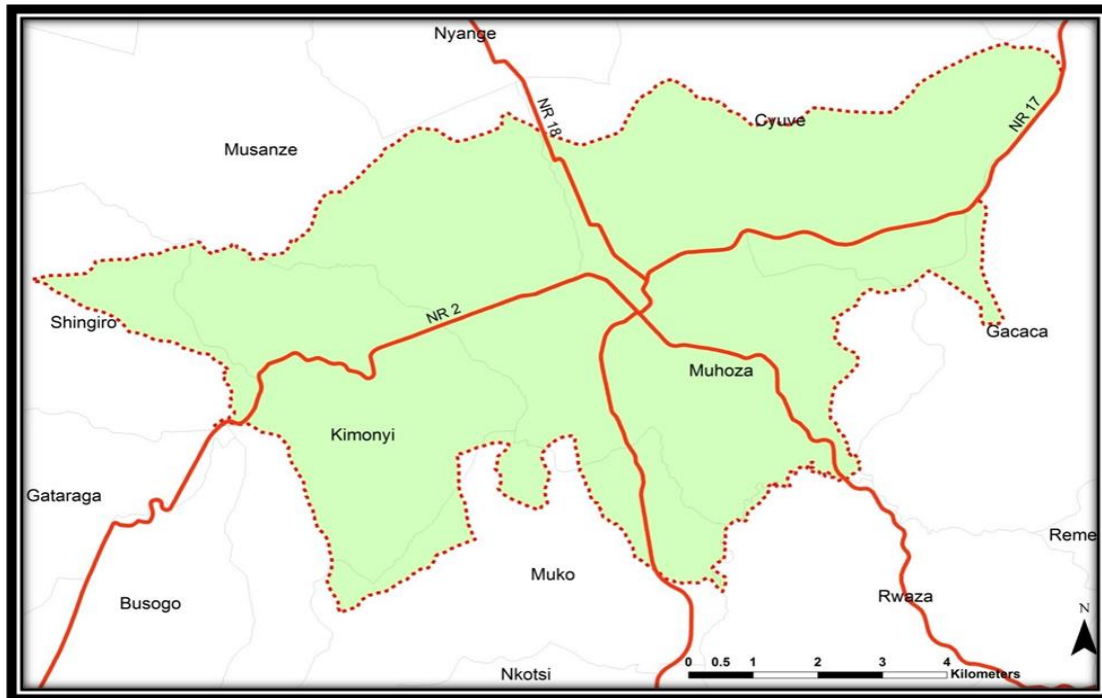 Nyange
NR 18
Cyuve
NR 17
Musanze
Shingiro
NR 2
Gacaca
Muhoza
Kimonyi
Gataraga
Reme
Muko
Busogo
Rwaza
N
Nkotsi
0 0.5 1 2 3 4
Kilometers